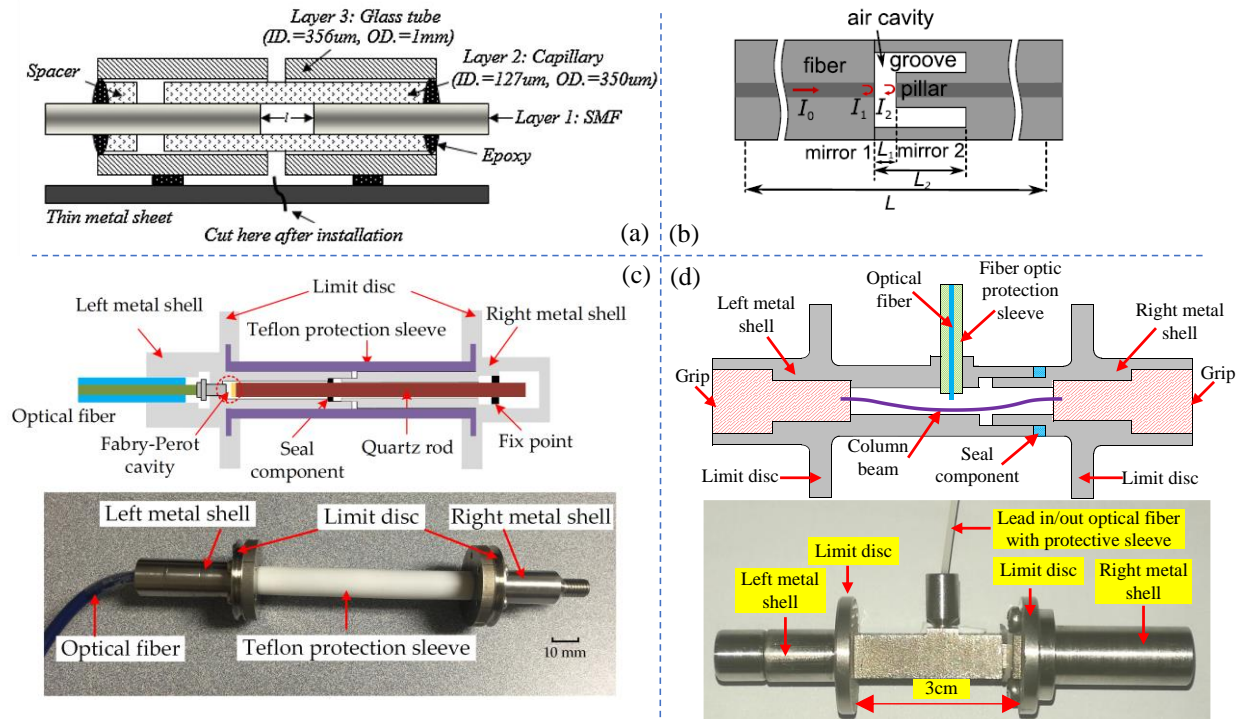 Layer 3: Glass tube
(ID.=356um, OD.=1mm)
Layer 2: Capillary
(ID.=127um, OD.=350um)
Spacer
l
Layer 1: SMF
Epoxy
Thin metal sheet
Cut here after installation
(a)
air cavity
fiber
groove
pillar
I0
I1
I2
mirror 1
L1
mirror 2
L2
L
(b)
(c)
Limit disc
Left metal shell
Right metal shell
Teflon protection sleeve
Optical fiber
Fabry-Perot
cavity
Seal
component
Quartz rod
Fix point
Left metal shell
Limit disc
Right metal shell
Optical fiber
Teflon protection sleeve
10 mm
(d)
Optical
fiber
Fiber optic
protection
sleeve
Left metal
shell
Right metal
shell
Grip
Grip
Column
beam
Seal
component
Limit disc
Limit disc
Lead in/out optical fiber
with protective sleeve
Limit disc
Limit disc
Left metal
shell
Right metal
shell
3cm